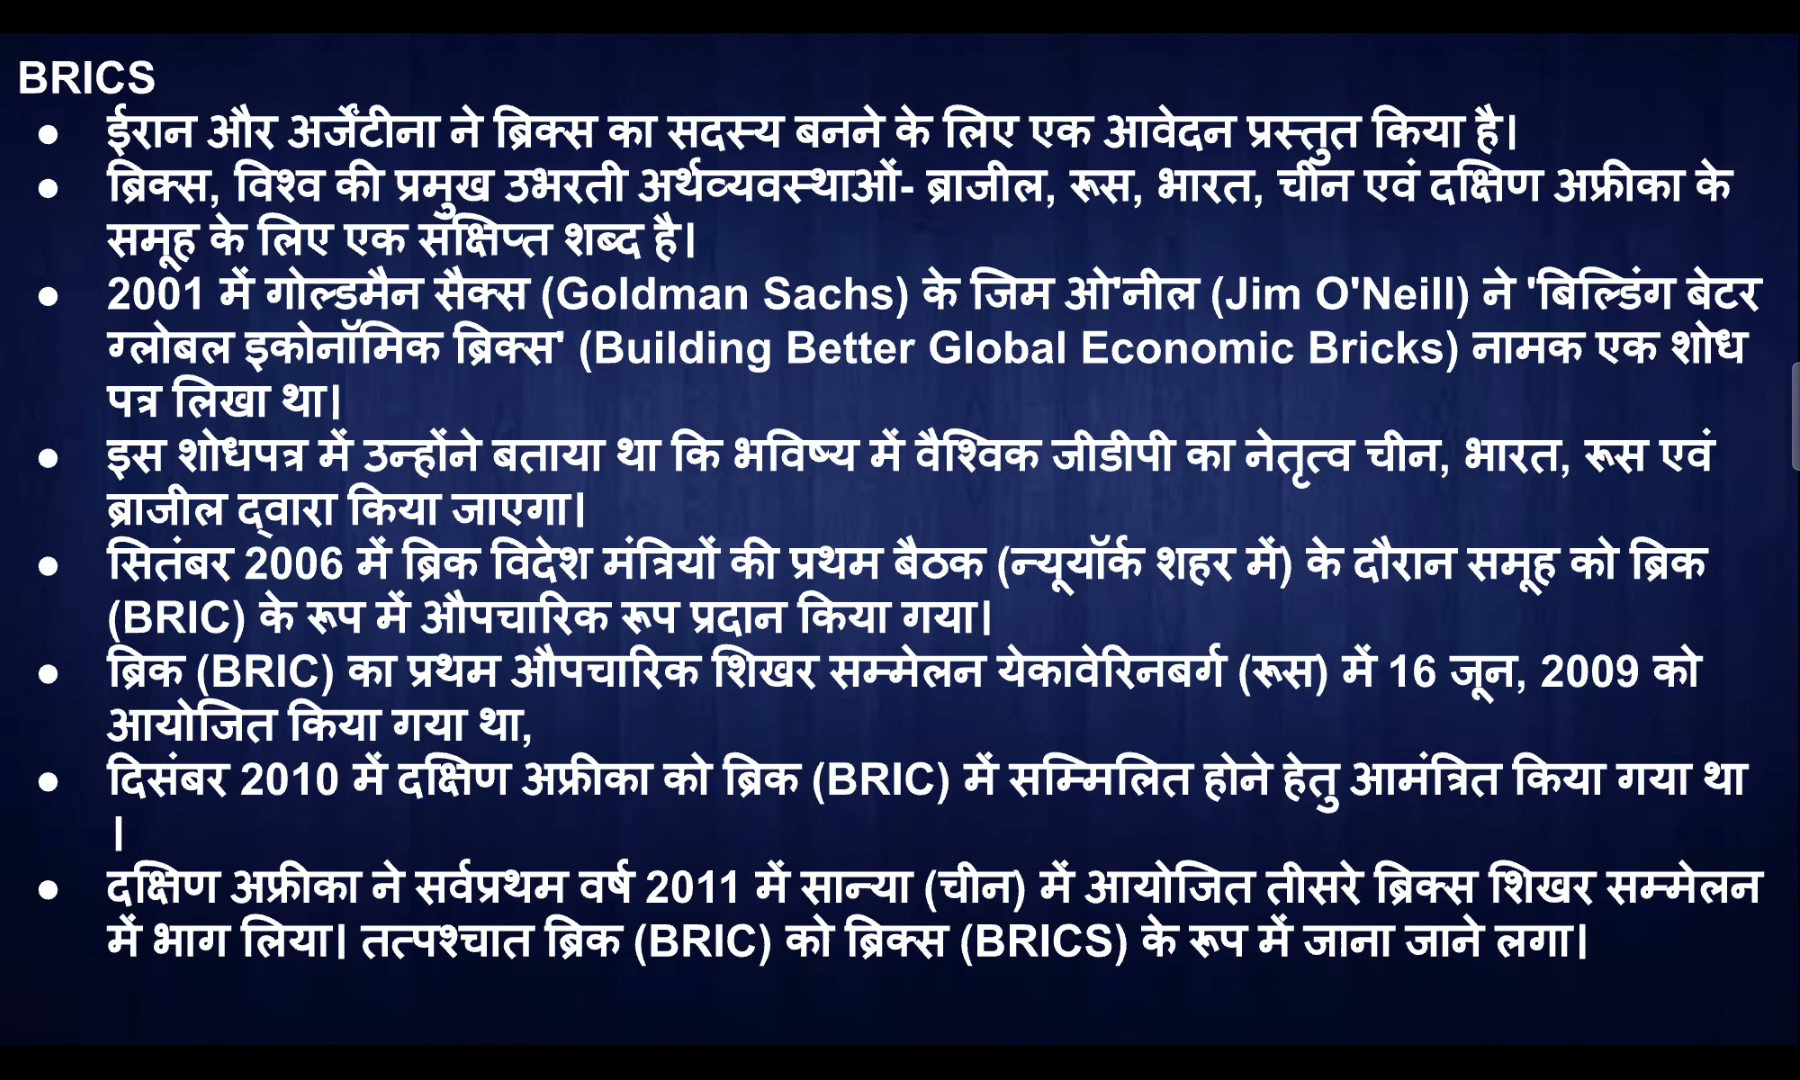 BRICS
● ईरान और अर्जेंटीना ने ब्रिक्स का सदस्य बनने के लिए एक आवेदन प्रस्तुत किया है।
● ब्रिक्स, विश्व की प्रमुख उभरती अर्थव्यवस्थाओं- ब्राजील, रूस, भारत, चीन एवं दक्षिण अफ्रीका के
समूह के लिए एक संक्षिप्त शब्द है।
● 2001 में गोल्डमैन सैक्स (Goldman Sachs) के जिम ओ'नील (Jim O'Neill) ने 'बिल्डिंग बेटर
ग्लोबल इकोनॉमिक ब्रिक्स' (Building Better Global Economic Bricks) नामक एक शोध
पत्र लिखा था।
● इस शोधपत्र में उन्होंने बताया था कि भविष्य में वैश्विक जीडीपी का नेतृत्व चीन, भारत, रूस एवं
ब्राजील द्वारा किया जाएगा।
● सितंबर 2006 में ब्रिक विदेश मंत्रियों की प्रथम बैठक (न्यूयॉर्क शहर में) के दौरान समूह को ब्रिक
(BRIC) के रूप में औपचारिक रूप प्रदान किया गया।
● ब्रिक (BRIC) का प्रथम औपचारिक शिखर सम्मेलन येकावेरिनबर्ग (रूस) में 16 जून, 2009 को
आयोजित किया गया था,
● दिसंबर 2010 में दक्षिण अफ्रीका को ब्रिक (BRIC) में सम्मिलित होने हेतु आमंत्रित किया गया था
।
● दक्षिण अफ्रीका ने सर्वप्रथम वर्ष 2011 में सान्या (चीन) में आयोजित तीसरे ब्रिक्स शिखर सम्मेलन
में भाग लिया। तत्पश्चात ब्रिक (BRIC) को ब्रिक्स (BRICS) के रूप में जाना जाने लगा।